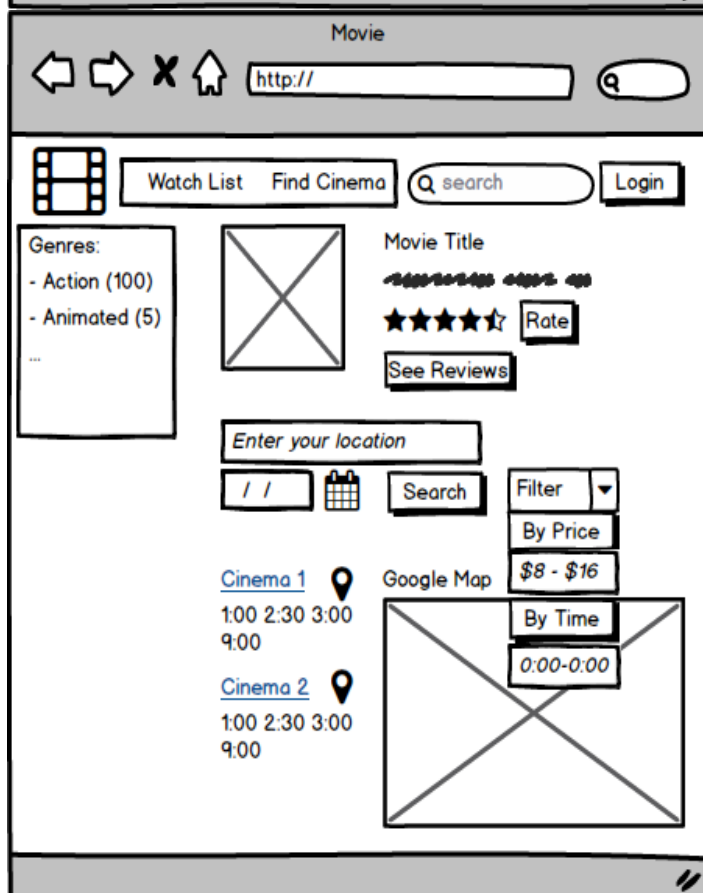 Movie
http://
Watch List Find Cinema
search
Login
Genres:
- Action (100)
- Animated (5)
...
Movie Title
Rate
See Reviews
Enter your location
/ /
Search
Filter
By Price
$8 - $16
By Time
0:00-0:00
Cinema 1
1:00 2:30 3:00
9:00
Cinema 2
1:00 2:30 3:00
9:00
Google Map